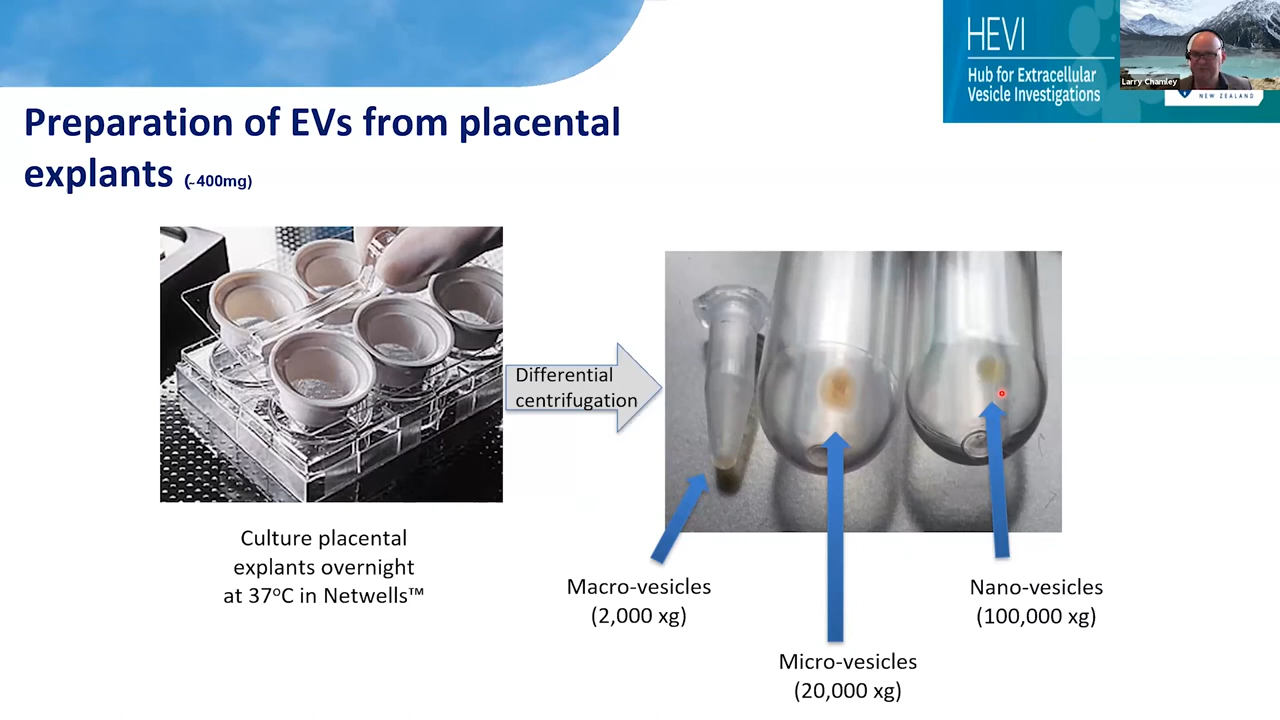 HEVI
Hub for Extracellular
Vesicle Investigations
Larry Chamley
NEW ZEALAND
Preparation of EVs from placental
explants (~400mg)
Differential
centrifugation
Culture placental
explants overnight
at 37°C in Netwells™
Macro-vesicles
(2,000 xg)
Nano-vesicles
(100,000 xg)
Micro-vesicles
(20,000 xg)